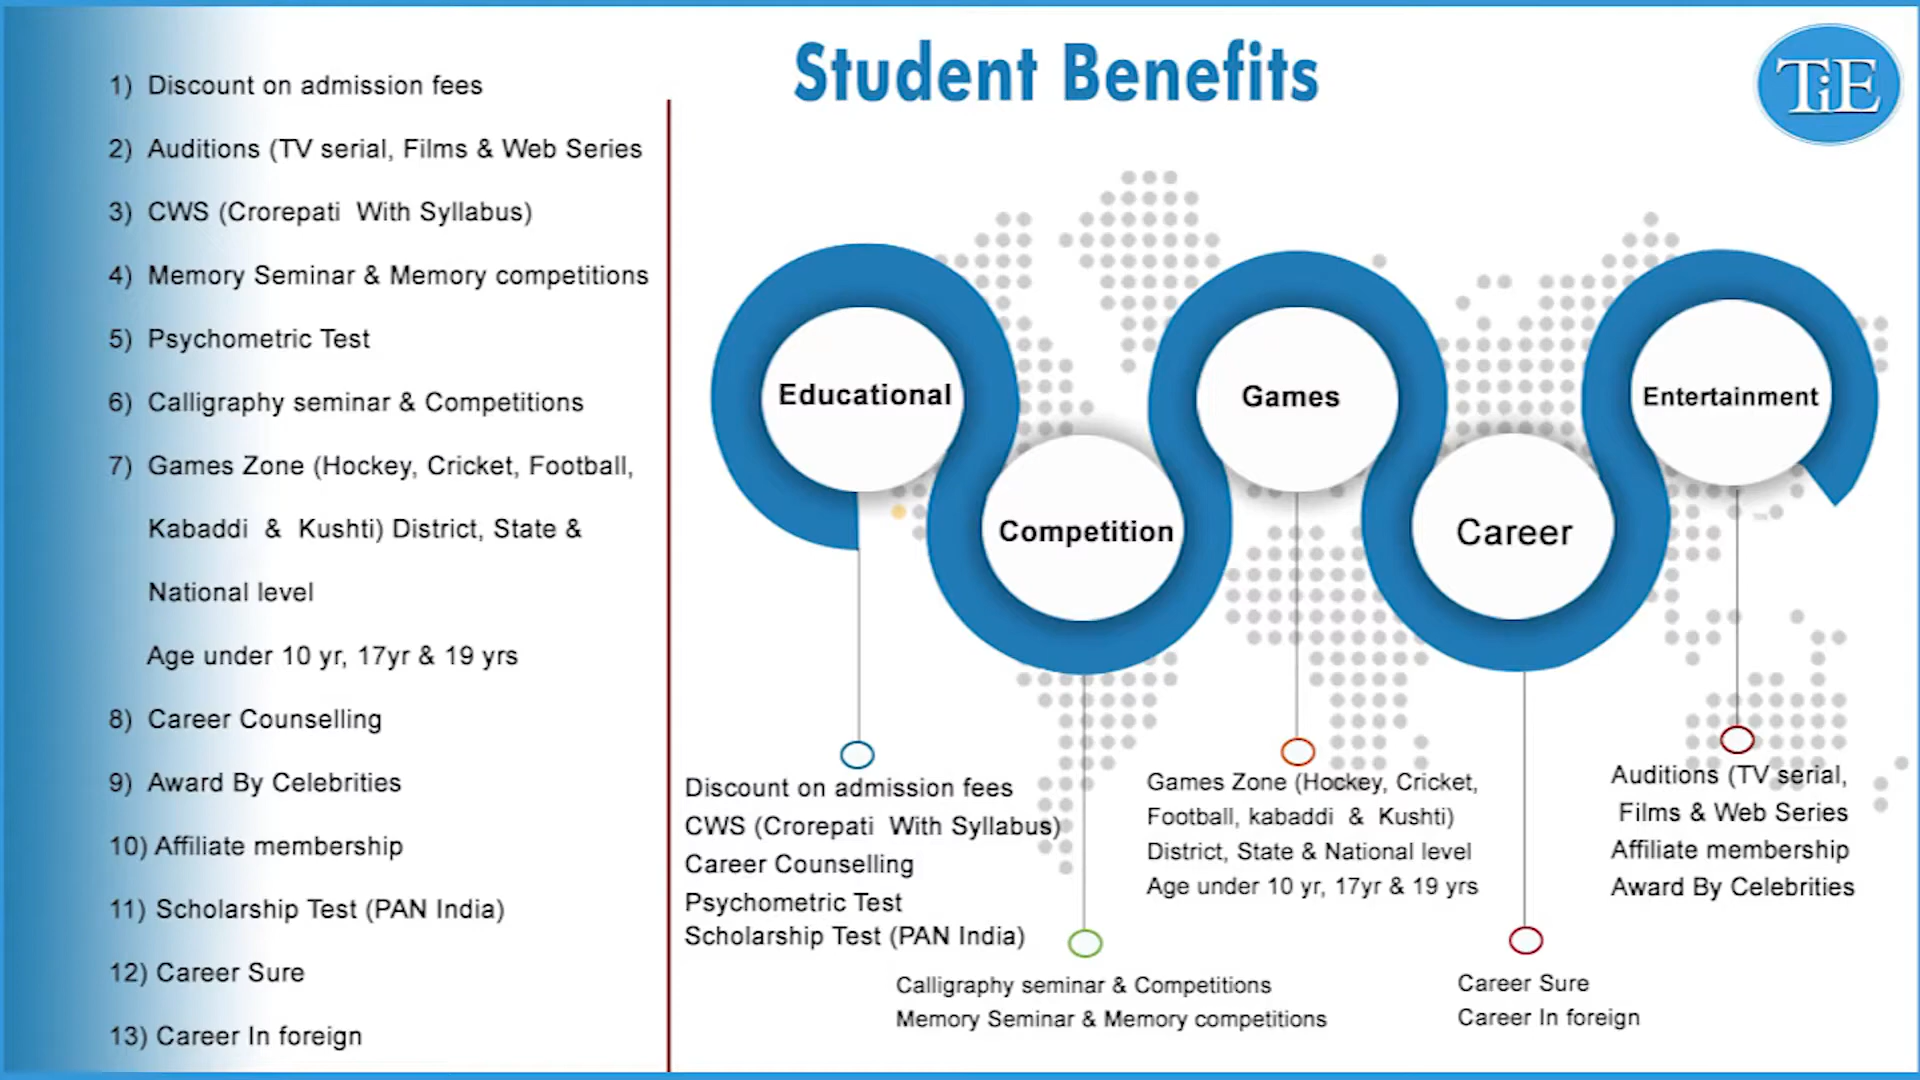 Student Benefits
TiE
1) Discount on admission fees
2) Auditions (TV serial, Films & Web Series
3) CWS (Crorepati With Syllabus)
4) Memory Seminar & Memory competitions
5) Psychometric Test
6) Calligraphy seminar & Competitions
7) Games Zone (Hockey, Cricket, Football,
Kabaddi & Kushti) District, State &
National level
Age under 10 yr, 17yr & 19 yrs
8) Career Counselling
9) Award By Celebrities
10) Affiliate membership
11) Scholarship Test (PAN India)
12) Career Sure
13) Career In foreign
Educational
Competition
Games
Career
Entertainment
Discount on admission fees
CWS (Crorepati With Syllabus)
Career Counselling
Psychometric Test
Scholarship Test (PAN India)
Calligraphy seminar & Competitions
Memory Seminar & Memory competitions
Games Zone (Hockey, Cricket,
Football, kabaddi & Kushti)
District, State & National level
Age under 10 yr, 17yr & 19 yrs
Career Sure
Career In foreign
Auditions (TV serial,
Films & Web Series
Affiliate membership
Award By Celebrities